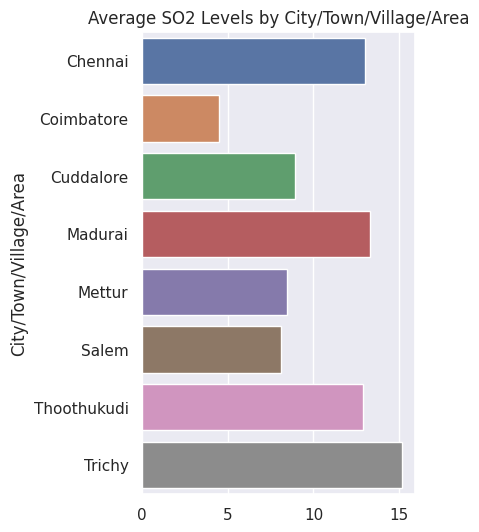 Average SO2 Levels by City/Town/Village/Area
City/Town/Village/Area
Chennai
Coimbatore
Cuddalore
Madurai
Mettur
Salem
Thoothukudi
Trichy
0 5 10 15